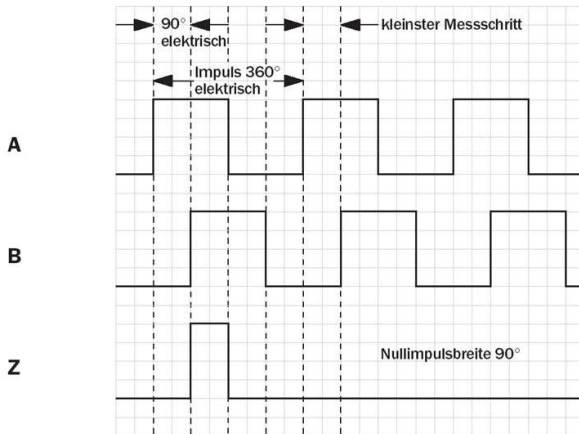 90°
elektrisch
kleinster Messschritt
Impuls 360°
elektrisch
A
B
Nullimpulsbreite 90°
Z